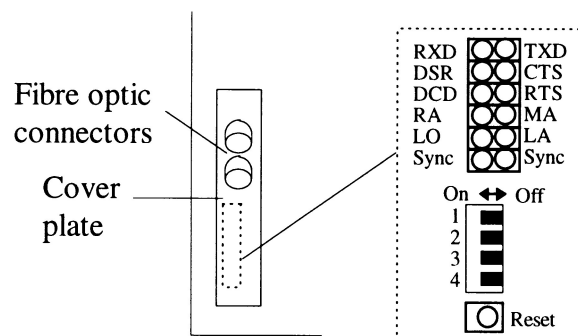 Fibre optic
connectors
Cover
plate
RXD TXD
DSR CTS
DCD RTS
RA MA
LO LA
Sync Sync
On Off
1
2
3
4
Reset